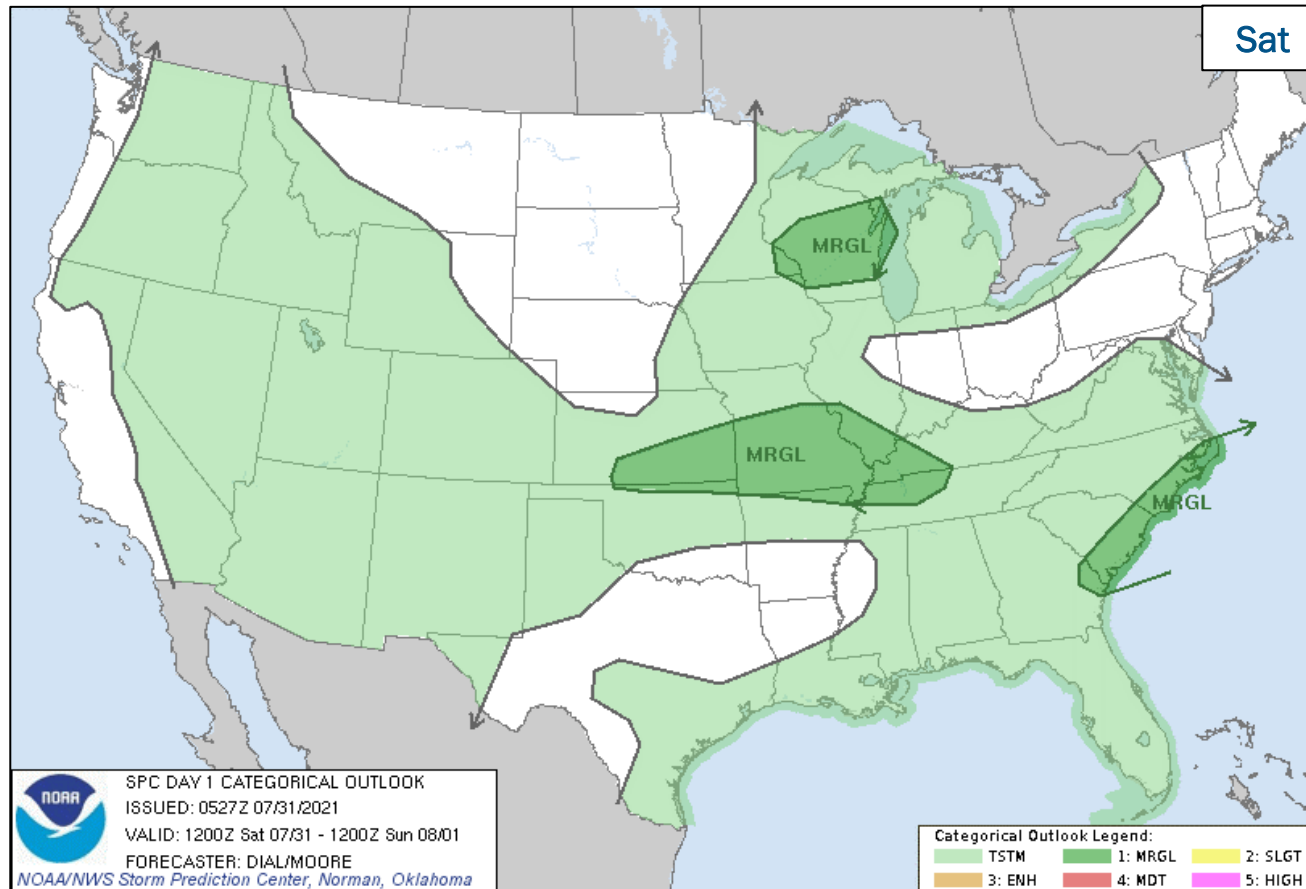 Sat
MRGL
MRGL
MRGL
NOAA
SPC DAY 1 CATEGORICAL OUTLOOK
ISSUED: 0527Z 07/31/2021
VALID: 1200Z Sat 07/31 - 1200Z Sun 08/01
FORECASTER: DIAL/MOORE
NOAA/NWS Storm Prediction Center, Norman, Oklahoma
Categorical Outlook Legend:
TSTM 1: MRGL 2: SLGT
3: ENH 4: MDT 5: HIGH